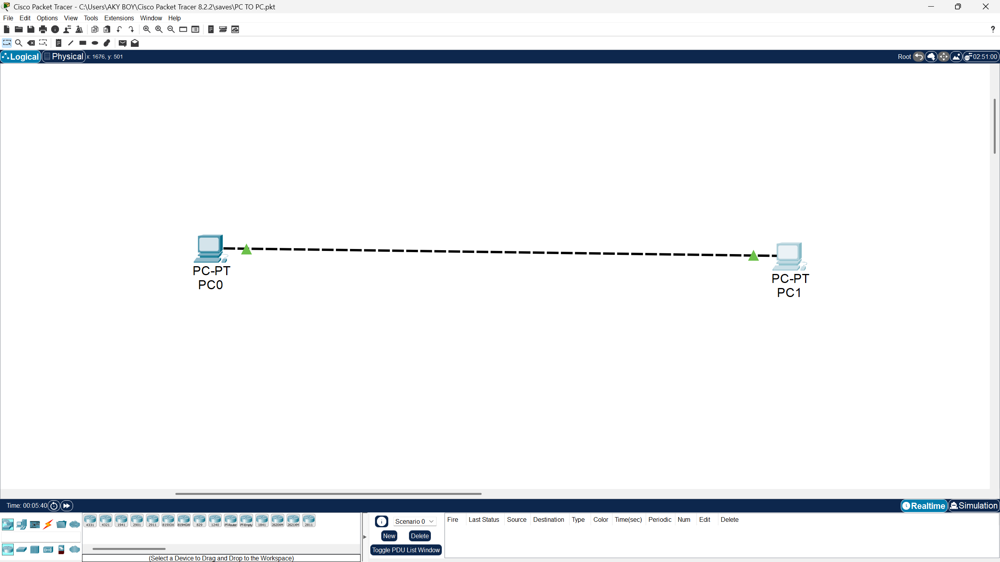 Cisco Packet Tracer - C:\Users\AKY BOY\Cisco Packet Tracer 8.2.2\saves\PC TO PC.pkt
File Edit Options View Tools Extensions Window Help
?
Logical Physical x: 1676, y: 501 Root 02:51:00
PC-PT
PC0
PC-PT
PC1
Time: 00:05:40 Realtime Simulation
4331 4321 1941 2901 2911 819IOX 819HGW 829 1240 PT-Router PT-Empty 1841 2620XM 2621XM 2811
(Select a Device to Drag and Drop to the Workspace)
Scenario 0
New Delete
Toggle PDU List Window
Fire Last Status Source Destination Type Color Time(sec) Periodic Num Edit Delete